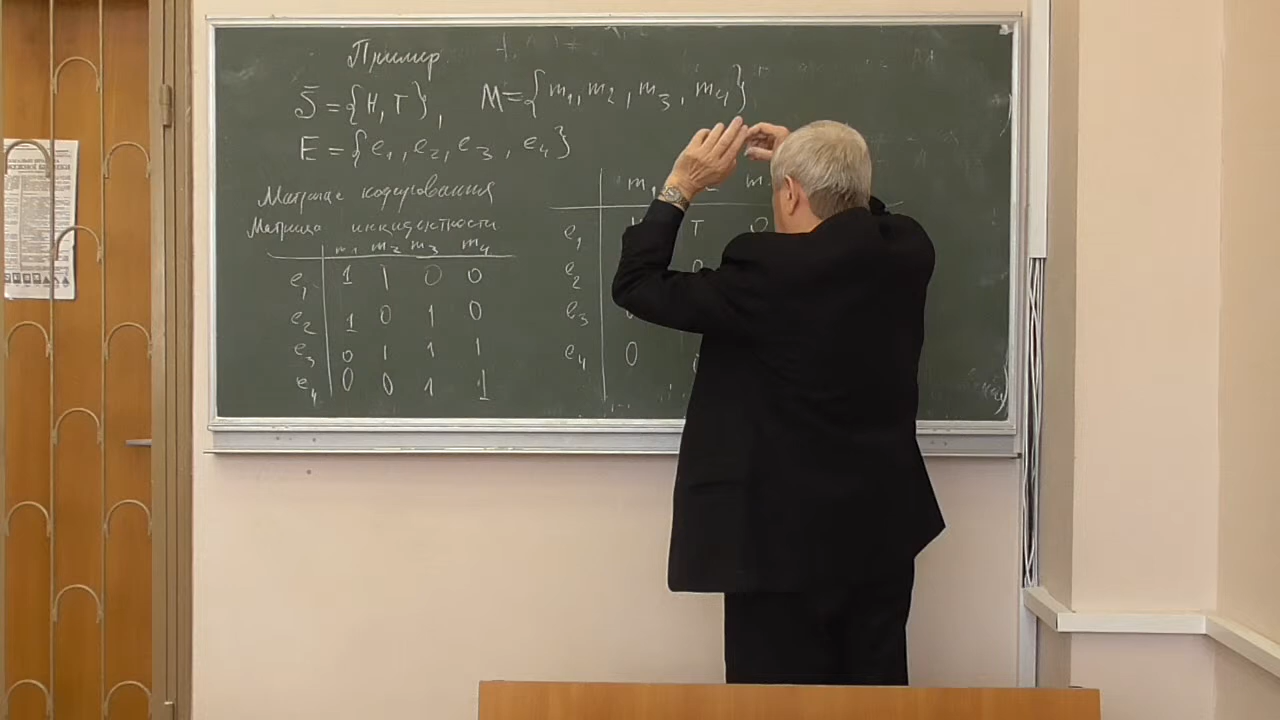 Пример
S̄ = {H, T}, M = {m₁, m₂, m₃, m₄}
E = {e₁, e₂, e₃, e₄}
Матрица кодирования
Матрица инцидентности
m₁ m₂ m₃ m₄
e₁ 1 1 0 0
e₂ 1 0 1 0
e₃ 0 1 1 1
e₄ 0 0 1 1
m₁
e₁ T 0
e₂
e₃
e₄ 0